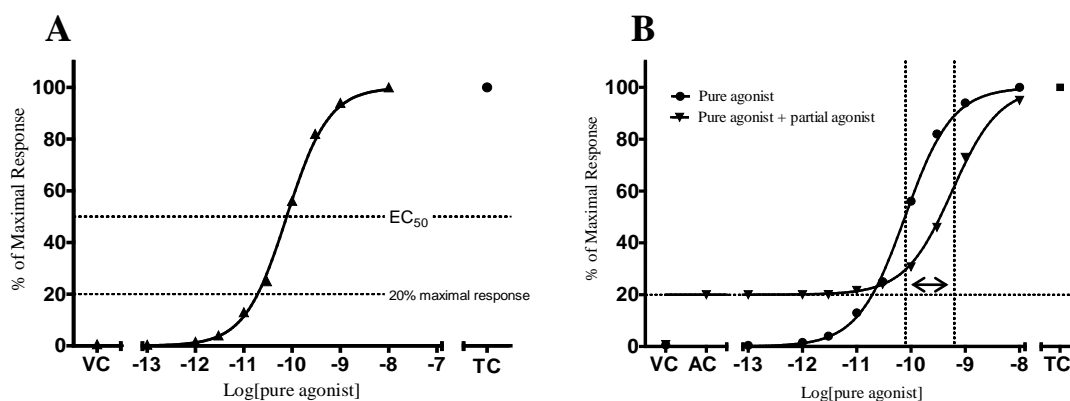 A
% of Maximal Response
100
80
60
40
20
0
EC50
20% maximal response
VC -13 -12 -11 -10 -9 -8 -7 TC
Log[pure agonist]
B
% of Maximal Response
100
80
60
40
20
0
Pure agonist
Pure agonist + partial agonist
VC AC -13 -12 -11 -10 -9 -8 TC
Log[pure agonist]